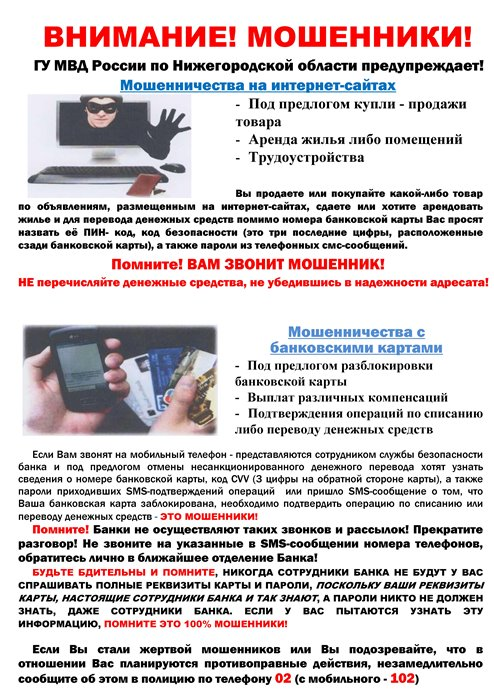 ВНИМАНИЕ! МОШЕННИКИ!
ГУ МВД России по Нижегородской области предупреждает!
Мошенничества на интернет-сайтах
- Под предлогом купли - продажи
товара
- Аренда жилья либо помещений
- Трудоустройства
Вы продаете или покупайте какой-либо товар
по объявлениям, размещенным на интернет-сайтах, сдаете или хотите арендовать
жилье и для перевода денежных средств помимо номера банковской карты Вас просят
назвать её ПИН- код, код безопасности (это три последние цифры, расположенные
сзади банковской карты), а также пароли из телефонных смс-сообщений.
Помните! ВАМ ЗВОНИТ МОШЕННИК!
НЕ перечисляйте денежные средства, не убедившись в надежности адресата!
Мошенничества с
банковскими картами
- Под предлогом разблокировки
банковской карты
- Выплат различных компенсаций
- Подтверждения операций по списанию
либо переводу денежных средств
Если Вам звонят на мобильный телефон - представляются сотрудником службы безопасности
банка и под предлогом отмены несанкционированного денежного перевода хотят узнать
сведения о номере банковской карты, код CVV (3 цифры на обратной стороне карты), а также
пароли приходивших SMS-подтверждений операций или пришло SMS-сообщение о том, что
Ваша банковская карта заблокирована, необходимо подтвердить операцию по списанию или
переводу денежных средств - ЭТО МОШЕННИКИ!
Помните! Банки не осуществляют таких звонков и рассылок! Прекратите
разговор! Не звоните на указанные в SMS-сообщении номера телефонов,
обратитесь лично в ближайшее отделение Банка!
БУДЬТЕ БДИТЕЛЬНЫ И ПОМНИТЕ, НИКОГДА СОТРУДНИКИ БАНКА НЕ БУДУТ У ВАС
СПРАШИВАТЬ ПОЛНЫЕ РЕКВИЗИТЫ КАРТЫ И ПАРОЛИ, ПОСКОЛЬКУ ВАШИ РЕКВИЗИТЫ
КАРТЫ, НАСТОЯЩИЕ СОТРУДНИКИ БАНКА И ТАК ЗНАЮТ, А ПАРОЛИ НИКТО НЕ ДОЛЖЕН
ЗНАТЬ, ДАЖЕ СОТРУДНИКИ БАНКА. ЕСЛИ У ВАС ПЫТАЮТСЯ УЗНАТЬ ЭТУ
ИНФОРМАЦИЮ, ПОМНИТЕ ЭТО 100% МОШЕННИКИ!
Если Вы стали жертвой мошенников или Вы подозревайте, что в
отношении Вас планируются противоправные действия, незамедлительно
сообщите об этом в полицию по телефону 02 (с мобильного - 102)